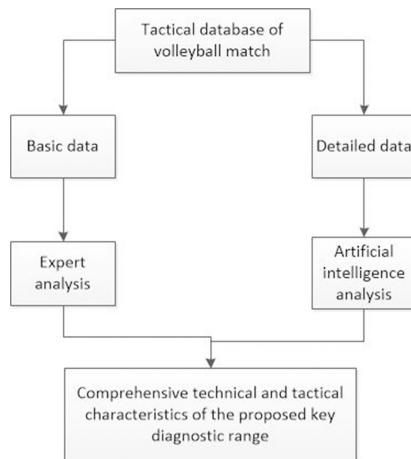 Tactical database of
volleyball match
Basic data
Detailed data
Expert
analysis
Artificial
intelligence
analysis
Comprehensive technical and tactical
characteristics of the proposed key
diagnostic range